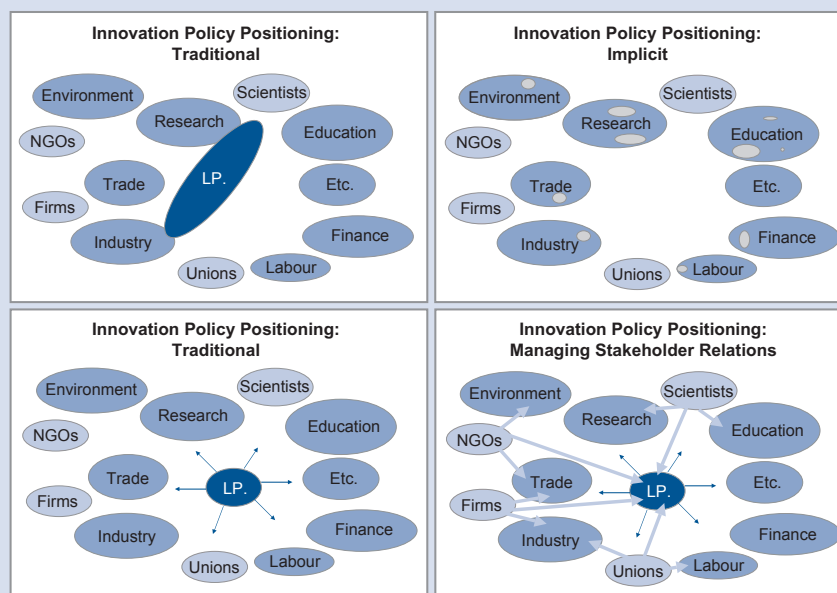 Innovation Policy Positioning:
Traditional
Scientists
Environment
Research
Education
NGOs
LP.
Trade
Etc.
Firms
Industry
Finance
Unions
Labour
Innovation Policy Positioning:
Implicit
Scientists
Environment
Research
Education
NGOs
Trade
Etc.
Firms
Industry
Finance
Unions
Labour
Innovation Policy Positioning:
Traditional
Scientists
Environment
Research
Education
NGOs
Trade
LP.
Etc.
Firms
Industry
Finance
Unions
Labour
Innovation Policy Positioning:
Managing Stakeholder Relations
Scientists
Environment
Research
Education
NGOs
Trade
LP.
Etc.
Firms
Industry
Finance
Unions
Labour